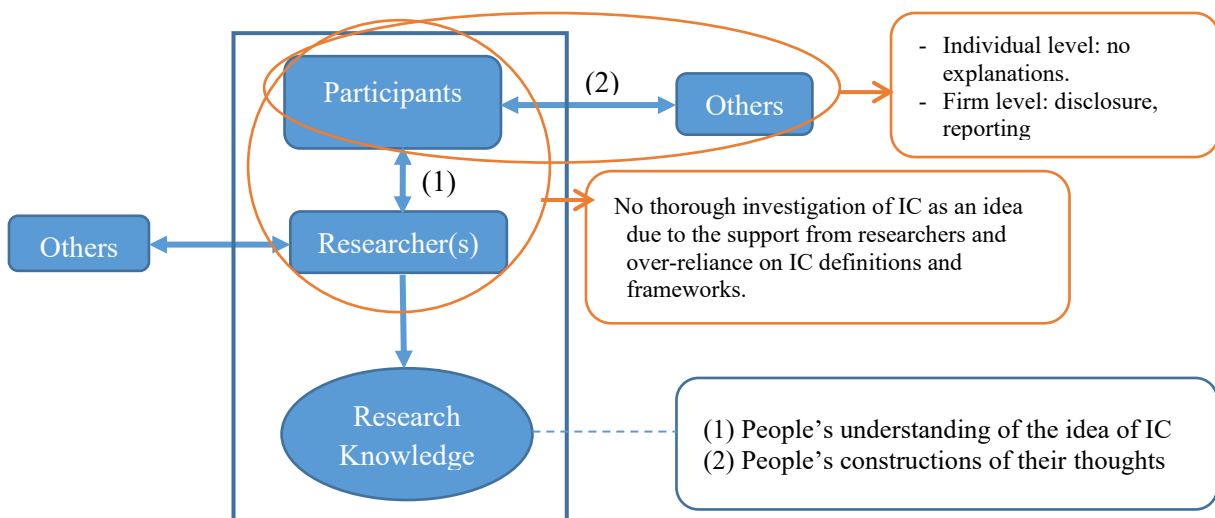 Participants
(2)
Others
- Individual level: no
explanations.
- Firm level: disclosure,
reporting
(1)
Others
Researcher(s)
No thorough investigation of IC as an idea
due to the support from researchers and
over-reliance on IC definitions and
frameworks.
Research
Knowledge
(1) People’s understanding of the idea of IC
(2) People’s constructions of their thoughts